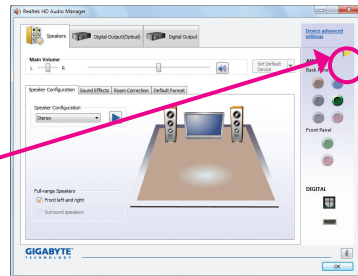 Realtek HD Audio Manager
Speakers
Digital Output(Optical)
Digital Output
Device advanced
settings
Main Volume
L
R
Set Default
Device
Back Panel
Speaker Configuration
Sound Effects
Room Correction
Default Format
Speaker Configuration
Stereo
Front Panel
Full-range Speakers
Front left and right
Surround speakers
DIGITAL
GIGABYTE
TECHNOLOGY
i
OK